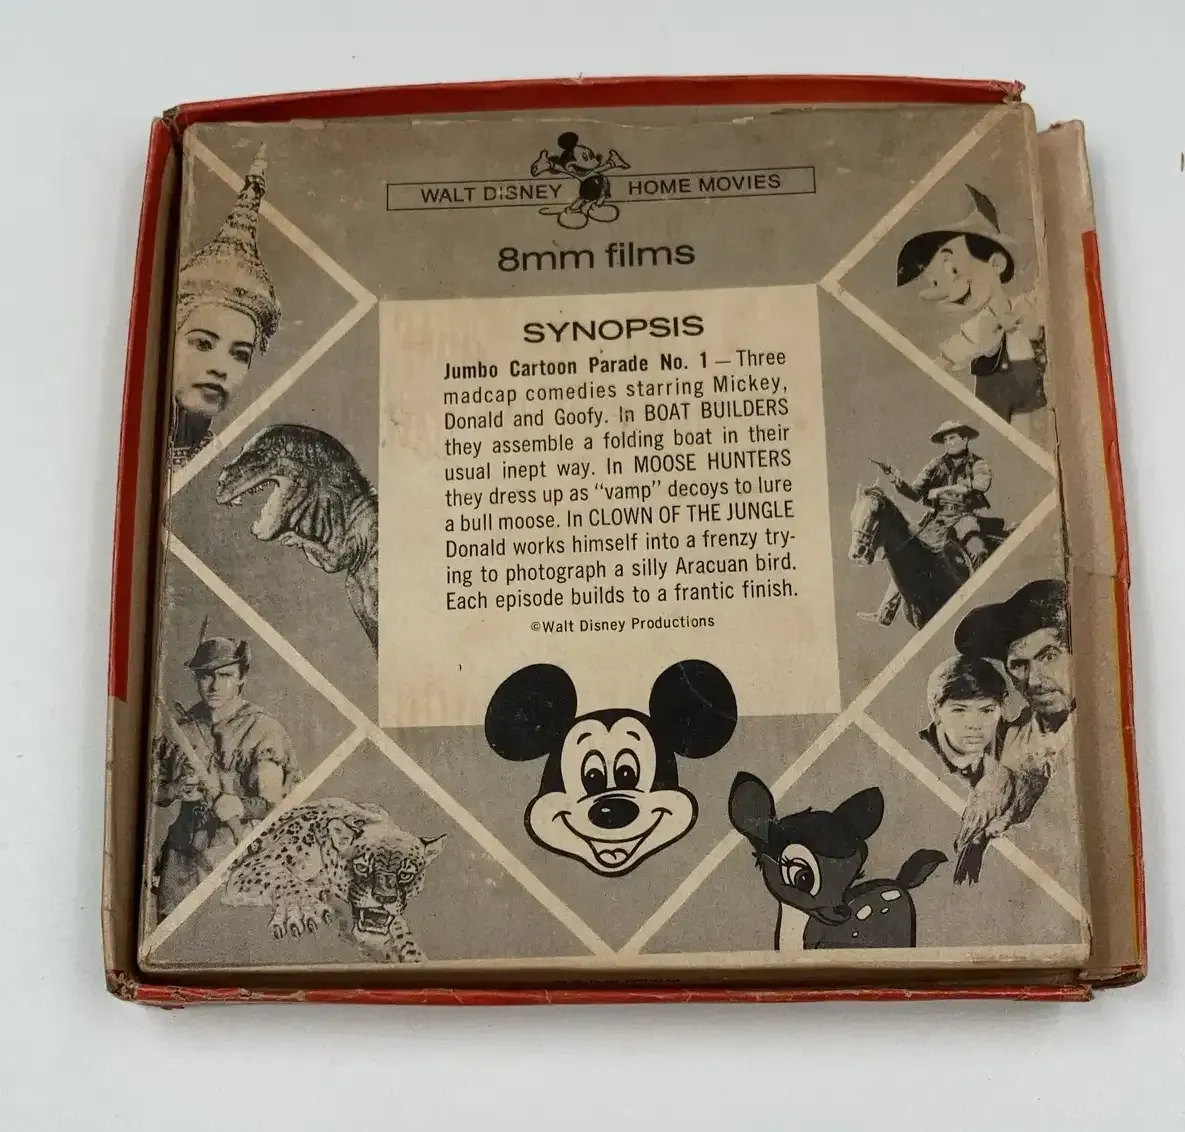 WALT DISNEY HOME MOVIES
8mm films
SYNOPSIS
Jumbo Cartoon Parade No. 1 — Three
madcap comedies starring Mickey,
Donald and Goofy. In BOAT BUILDERS
they assemble a folding boat in their
usual inept way. In MOOSE HUNTERS
they dress up as “vamp” decoys to lure
a bull moose. In CLOWN OF THE JUNGLE
Donald works himself into a frenzy try-
ing to photograph a silly Aracuan bird.
Each episode builds to a frantic finish.
©Walt Disney Productions